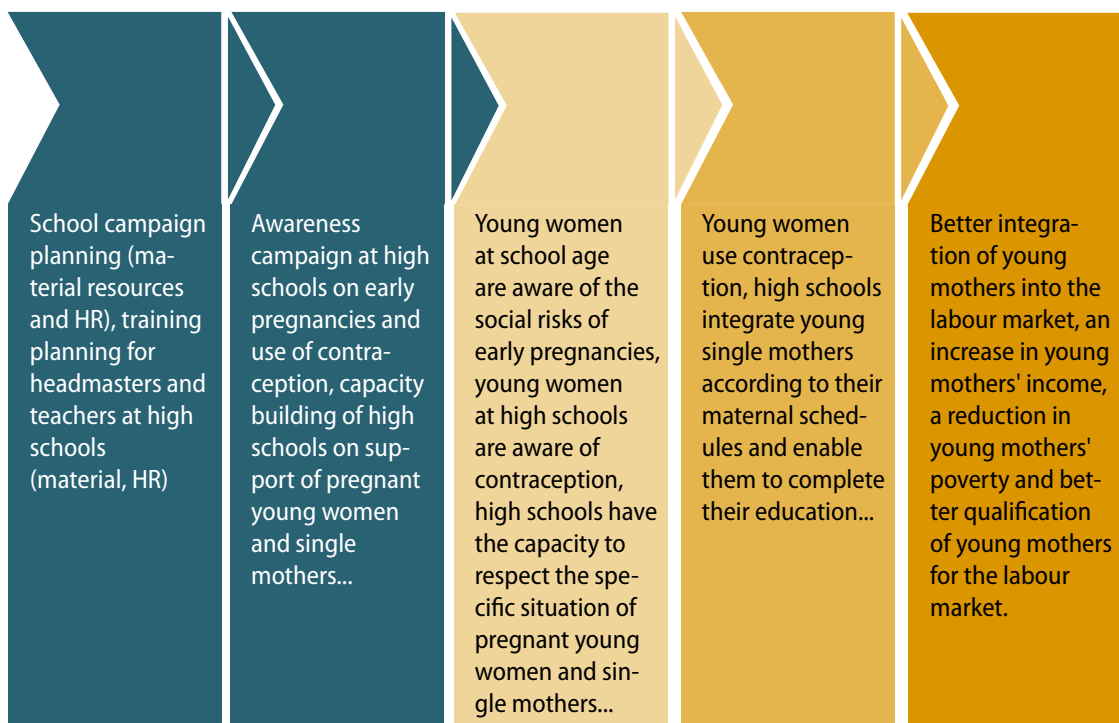 School campaign
planning (ma-
terial resources
and HR), training
planning for
headmasters and
teachers at high
schools
(material, HR)
Awareness
campaign at high
schools on early
pregnancies and
use of contra-
ception, capacity
building of high
schools on sup-
port of pregnant
young women
and single
mothers...
Young women
at school age
are aware of the
social risks of
early pregnancies,
young women
at high schools
are aware of
contraception,
high schools have
the capacity to
respect the spe-
cific situation of
pregnant young
women and sin-
gle mothers...
Young women
use contracep-
tion, high schools
integrate young
single mothers
according to their
maternal sched-
ules and enable
them to complete
their education...
Better integra-
tion of young
mothers into the
labour market, an
increase in young
mothers' income,
a reduction in
young mothers'
poverty and bet-
ter qualification
of young mothers
for the labour
market.